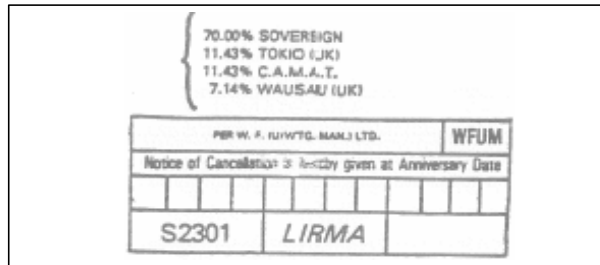 70.00% SOVEREIGN
11.43% TOKIO (UK)
11.43% C.A.M.A.T.
7.14% WAUSAU (UK)
PER W. F. (U/WTG. MAN.) LTD. WFUM
Notice of Cancellation is hereby given at Anniversary Date
S2301 LIRMA